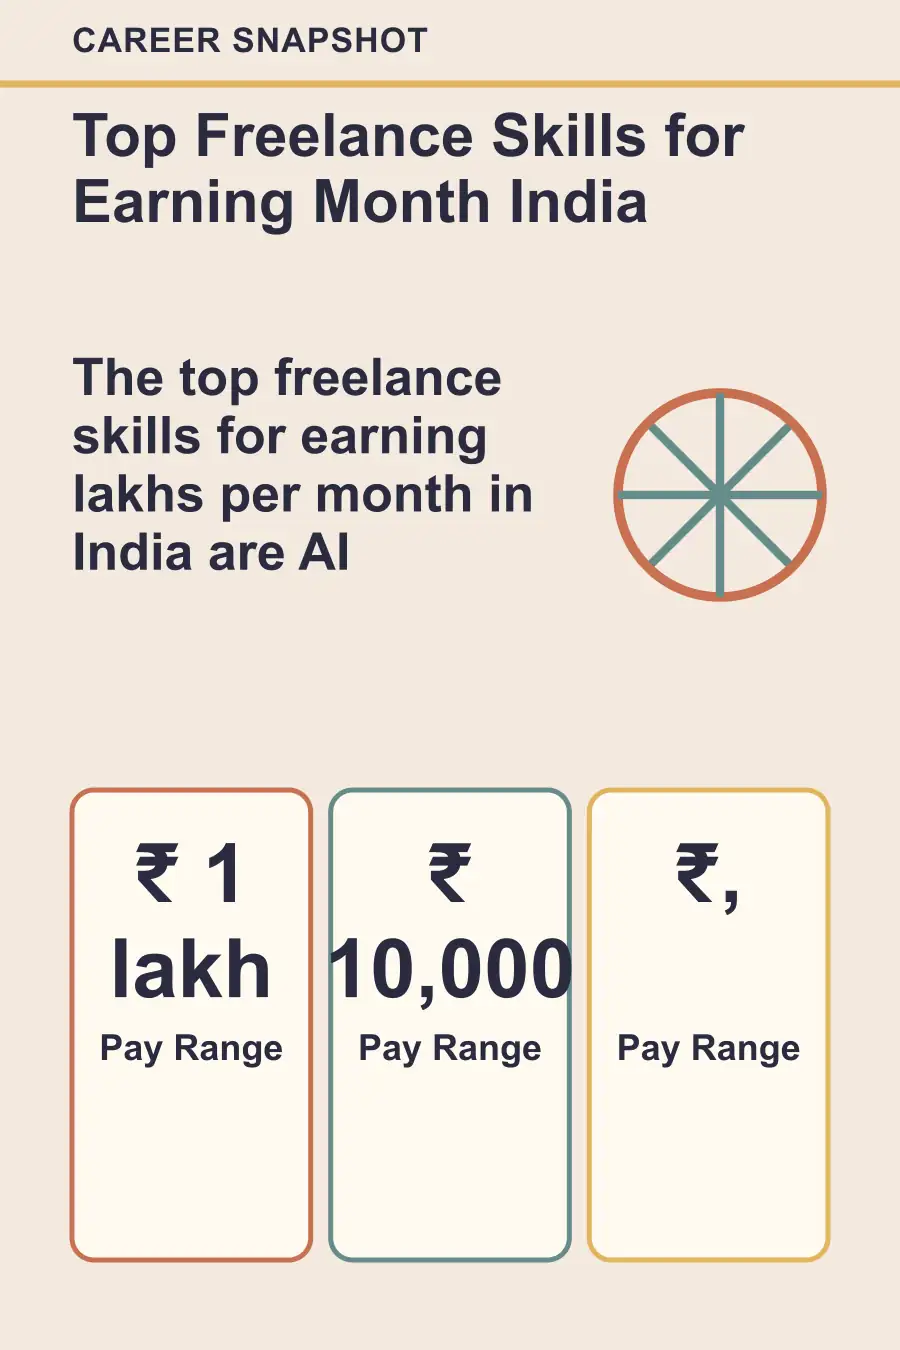 CAREER SNAPSHOT
Top Freelance Skills for
Earning Month India
The top freelance
skills for earning
lakhs per month in
India are AI
₹ 1
lakh
Pay Range
₹
10,000
Pay Range
₹,
Pay Range